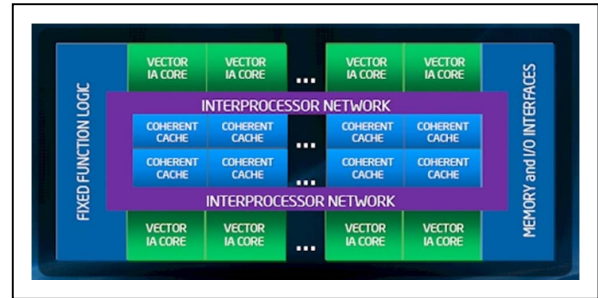 FIXED FUNCTION LOGIC
VECTOR IA CORE
VECTOR IA CORE
...
VECTOR IA CORE
VECTOR IA CORE
INTERPROCESSOR NETWORK
COHERENT CACHE
COHERENT CACHE
...
COHERENT CACHE
COHERENT CACHE
COHERENT CACHE
COHERENT CACHE
...
COHERENT CACHE
COHERENT CACHE
INTERPROCESSOR NETWORK
VECTOR IA CORE
VECTOR IA CORE
...
VECTOR IA CORE
VECTOR IA CORE
MEMORY and I/O INTERFACES